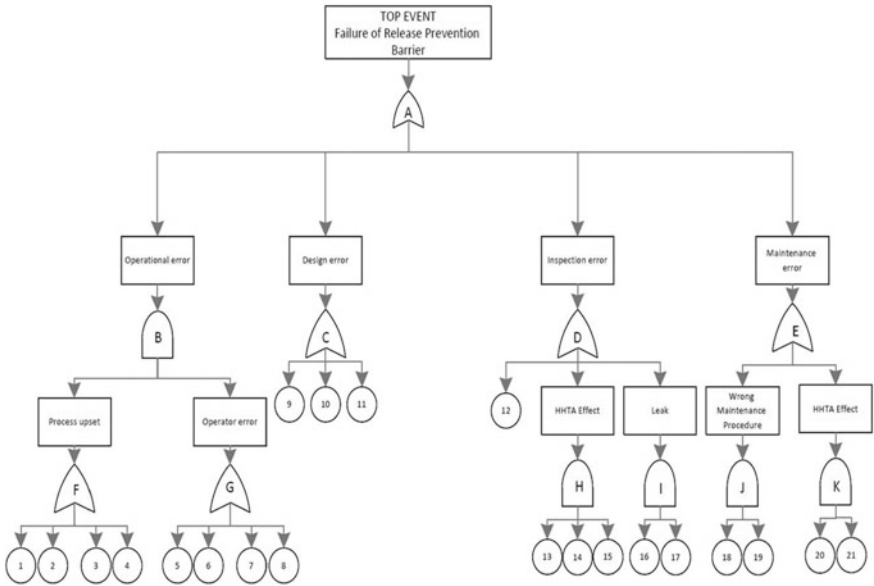 TOP EVENT
Failure of Release Prevention
Barrier
A
Operational error
Design error
Inspection error
Maintenance
error
B
C
D
E
9
10
11
12
Process upset
Operator error
HHTA Effect
Leak
Wrong
Maintenance
Procedure
HHTA Effect
F
G
H
I
J
K
1
2
3
4
5
6
7
8
13
14
15
16
17
18
19
20
21